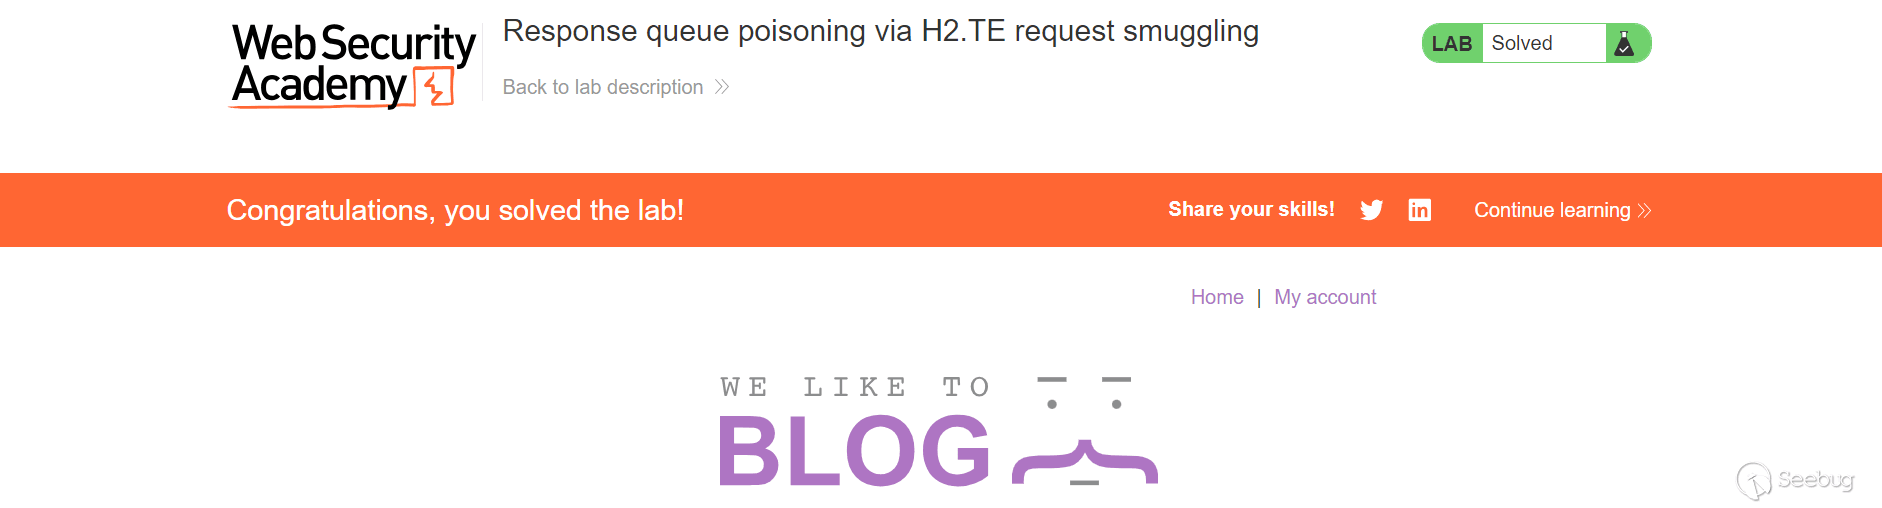 Web Security
Academy
Response queue poisoning via H2.TE request smuggling
Back to lab description
LAB Solved
Congratulations, you solved the lab!
Share your skills!
in
Continue learning
Home | My account
WE LIKE TO
BLOG
Seebug